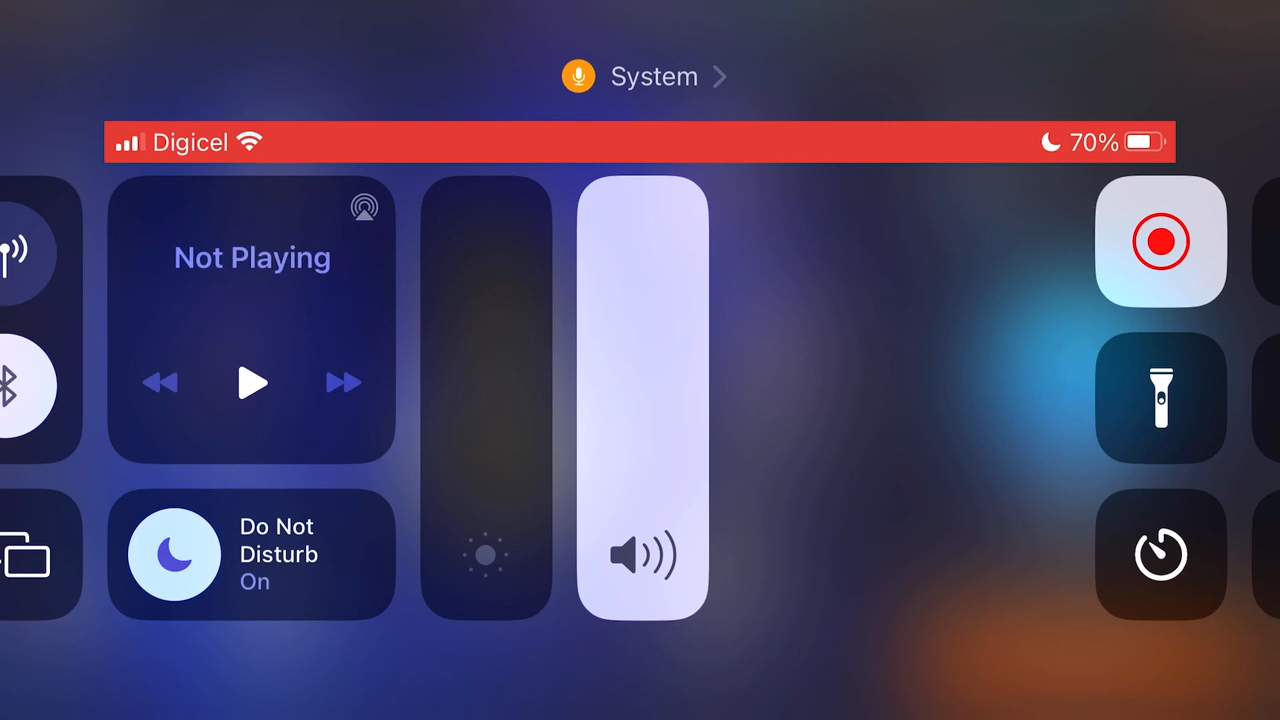 System
Digicel
70%
Not Playing
Do Not
Disturb
On